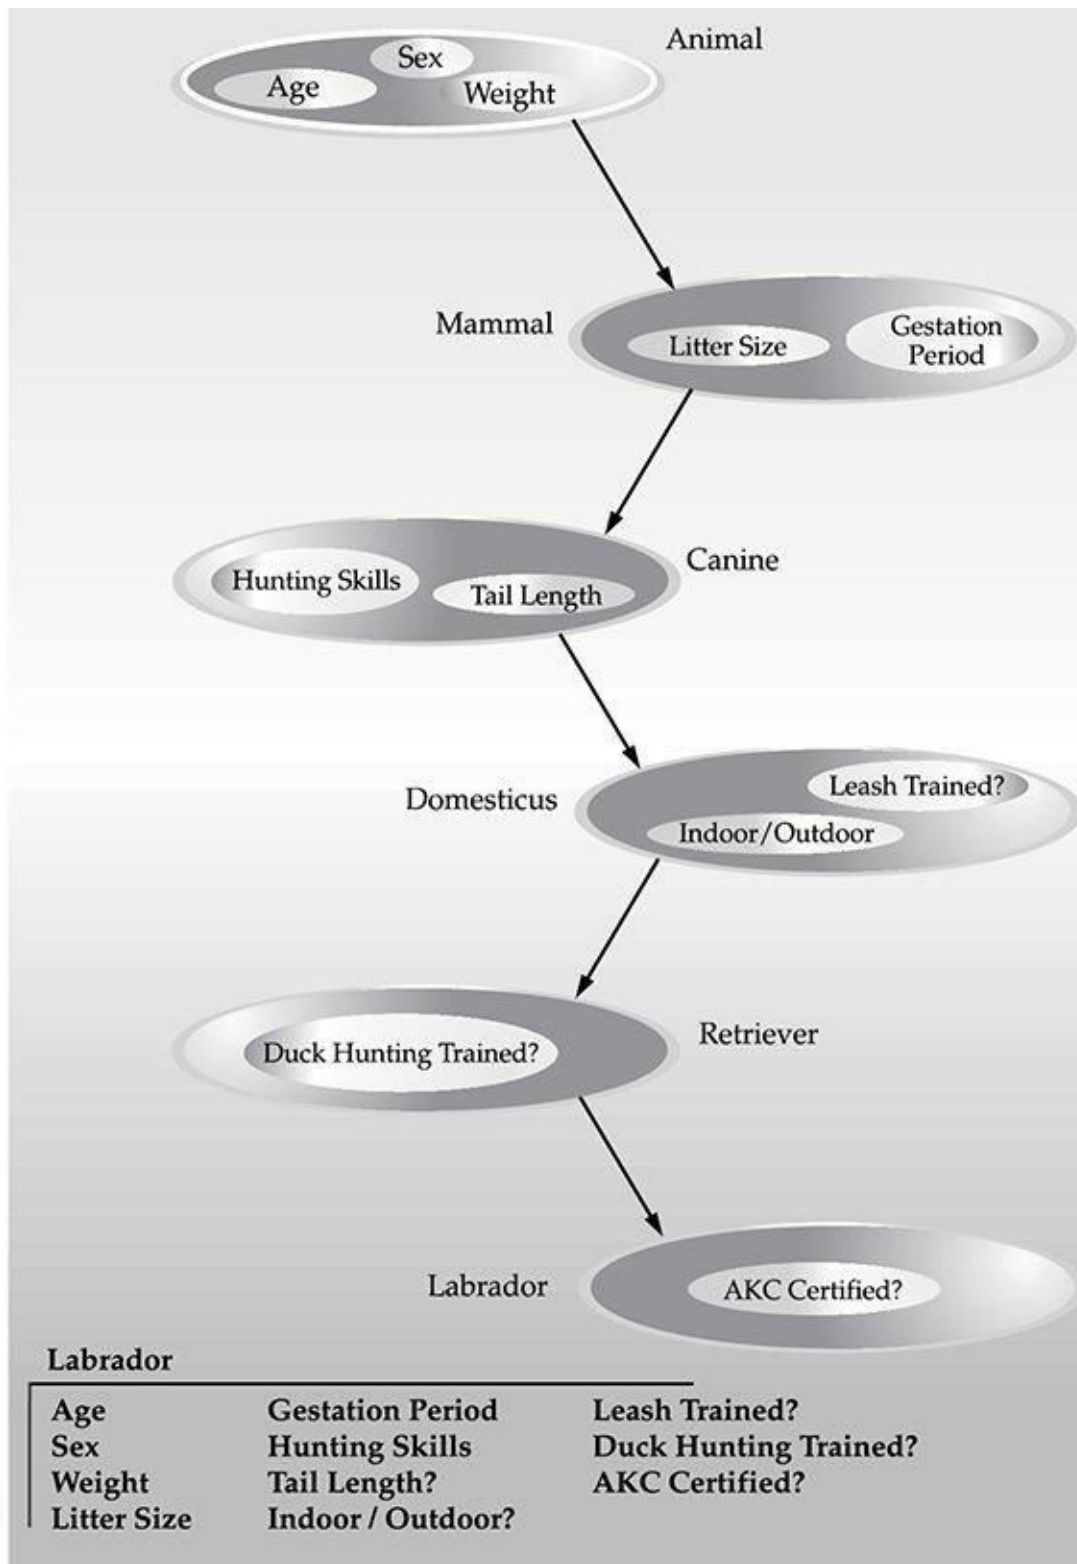 Animal
Sex
Age
Weight
Mammal
Litter Size
Gestation
Period
Canine
Hunting Skills
Tail Length
Domesticus
Leash Trained?
Indoor/Outdoor
Retriever
Duck Hunting Trained?
Labrador
AKC Certified?
Labrador
Age Gestation Period Leash Trained?
Sex Hunting Skills Duck Hunting Trained?
Weight Tail Length? AKC Certified?
Litter Size Indoor / Outdoor?